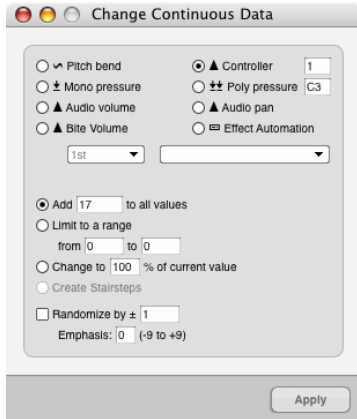 Change Continuous Data
Pitch bend Controller 1
Mono pressure Poly pressure C3
Audio volume Audio pan
Bite Volume Effect Automation
1st
Add 17 to all values
Limit to a range
from 0 to 0
Change to 100 % of current value
Create Stairsteps
Randomize by ± 1
Emphasis: 0 (-9 to +9)
Apply